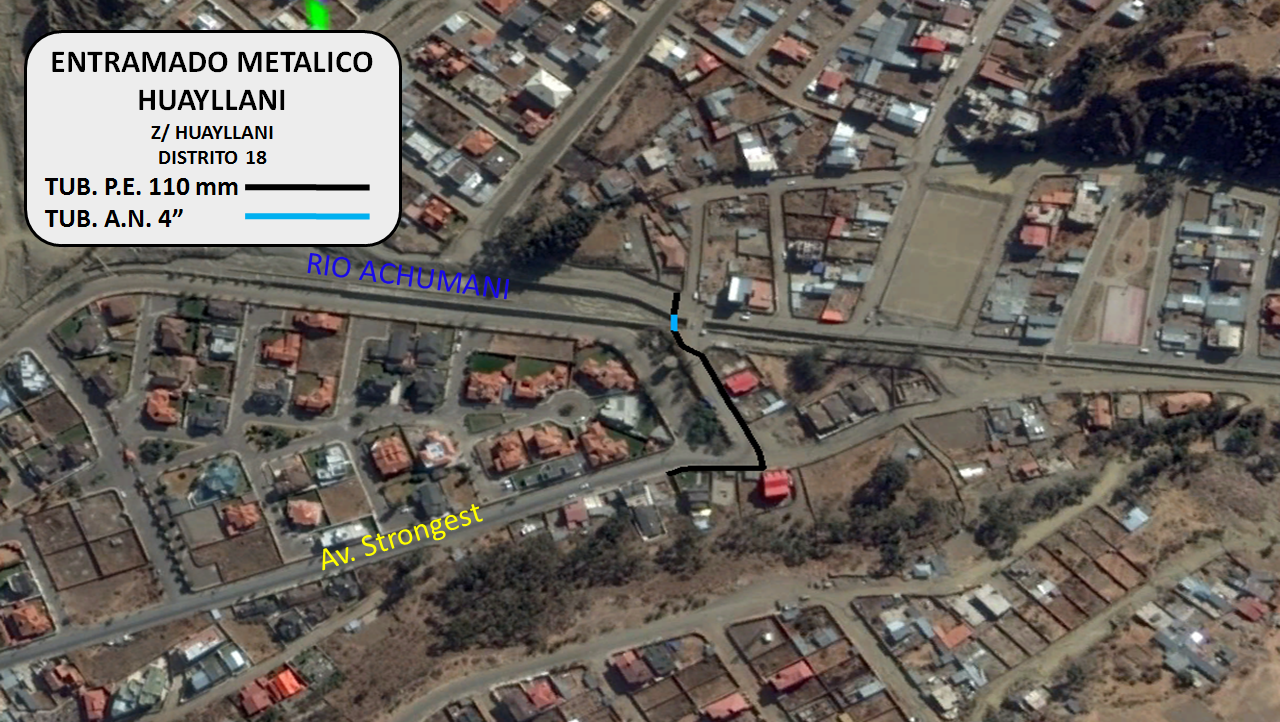 ENTRAMADO METALICO
HUAYLLANI
Z/ HUAYLLANI
DISTRITO 18
TUB. P.E. 110 mm
TUB. A.N. 4”
RIO ACHUMANI
Av. Strongest